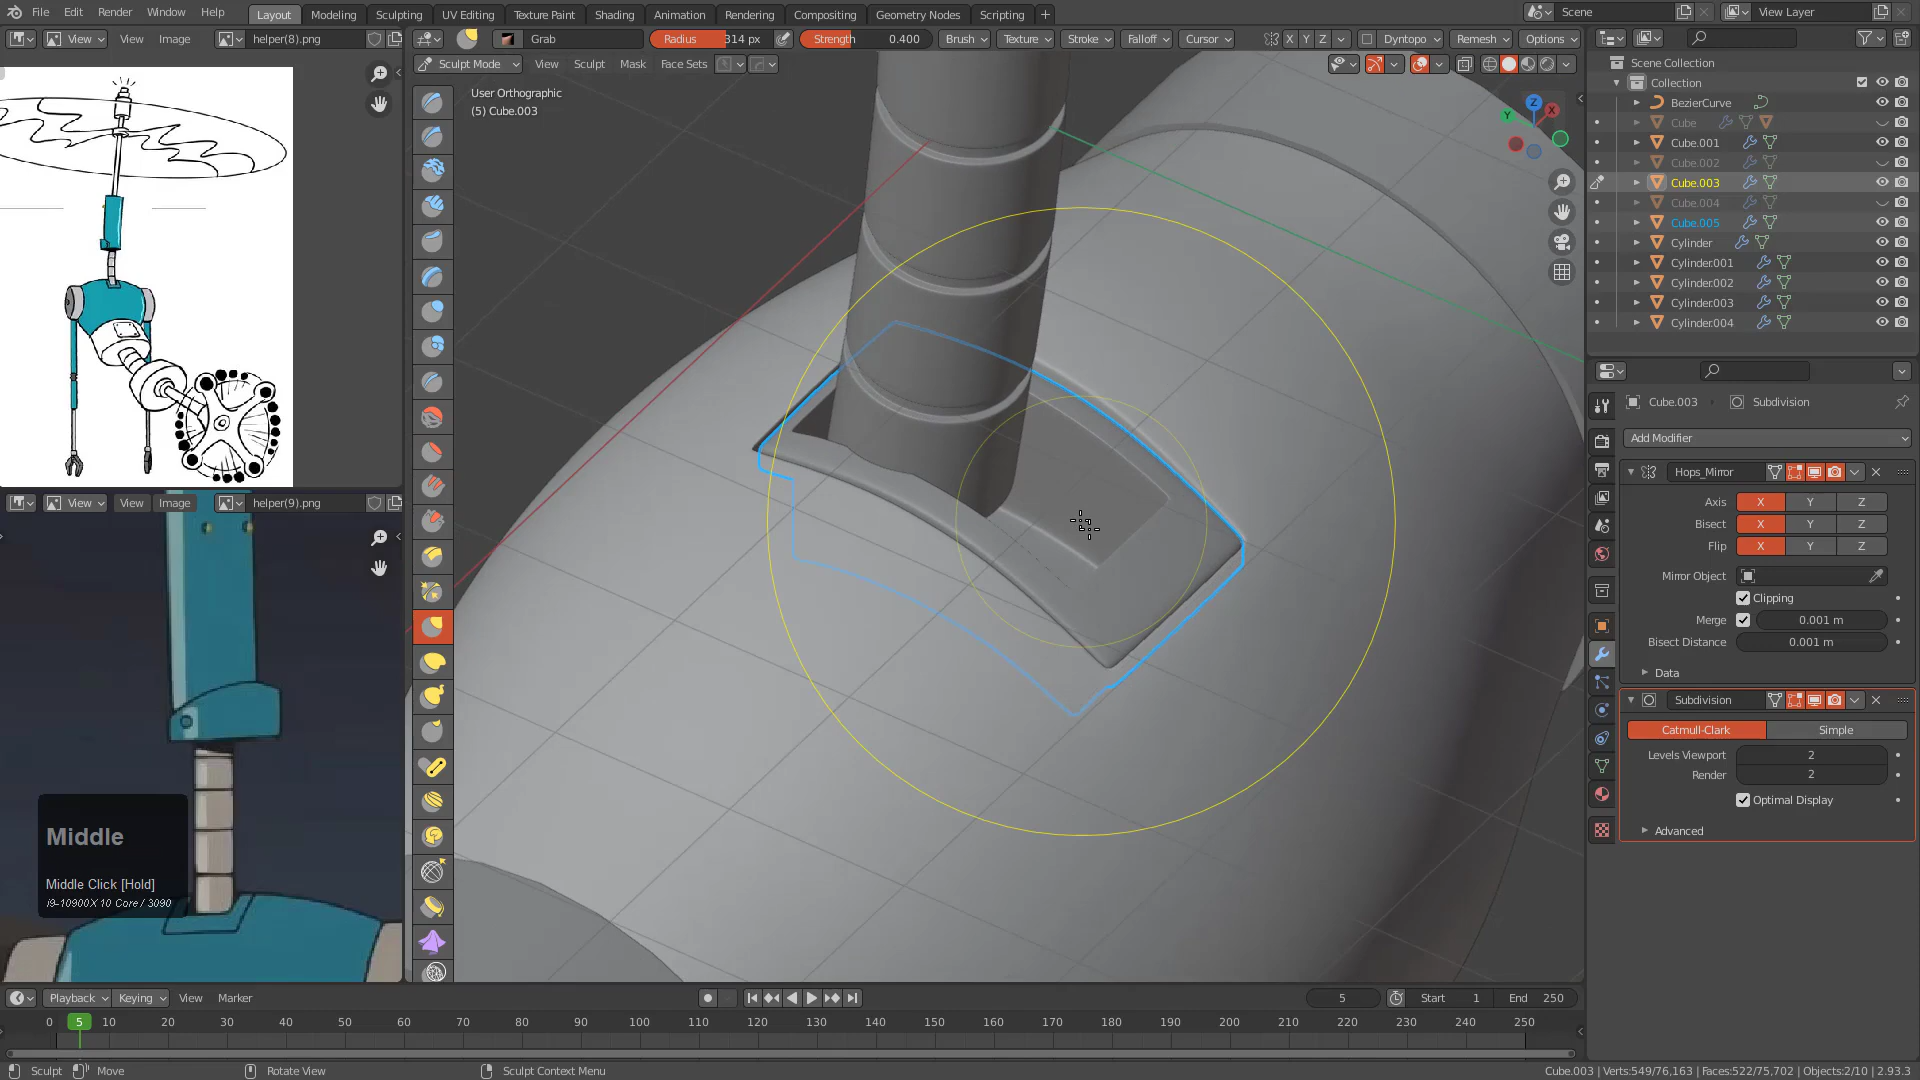 File Edit Render Window Help Layout Modeling Sculpting UV Editing Texture Paint Shading Animation Rendering Compositing Geometry Nodes Scripting + Scene View Layer
View View Image helper(8).png Grab Radius 314 px Strength 0.400 Brush Texture Stroke Falloff Cursor X Y Z Dyntopo Remesh Options
Sculpt Mode View Sculpt Mask Face Sets
User Orthographic
(5) Cube.003
Z
X
Y
Scene Collection
Collection
BezierCurve
Cube
Cube.001
Cube.002
Cube.003
Cube.004
Cube.005
Cylinder
Cylinder.001
Cylinder.002
Cylinder.003
Cylinder.004
Cube.003 Subdivision
Add Modifier
Hops_Mirror
Axis X Y Z
Bisect X Y Z
Flip X Y Z
Mirror Object
Clipping
Merge 0.001 m
Bisect Distance 0.001 m
Data
Subdivision
Catmull-Clark Simple
Levels Viewport 2
Render 2
Optimal Display
Advanced
View View Image helper(9).png
Middle
Middle Click [Hold]
i9-10900X 10 Core / 3090
Playback Keying View Marker 5 Start 1 End 250
0 5 10 20 30 40 50 60 70 80 90 100 110 120 130 140 150 160 170 180 190 200 210 220 230 240 250
Sculpt Move Rotate View Sculpt Context Menu Cube.003 | Verts:549/76,163 | Faces:522/75,702 | Objects:2/10 | 2.93.3